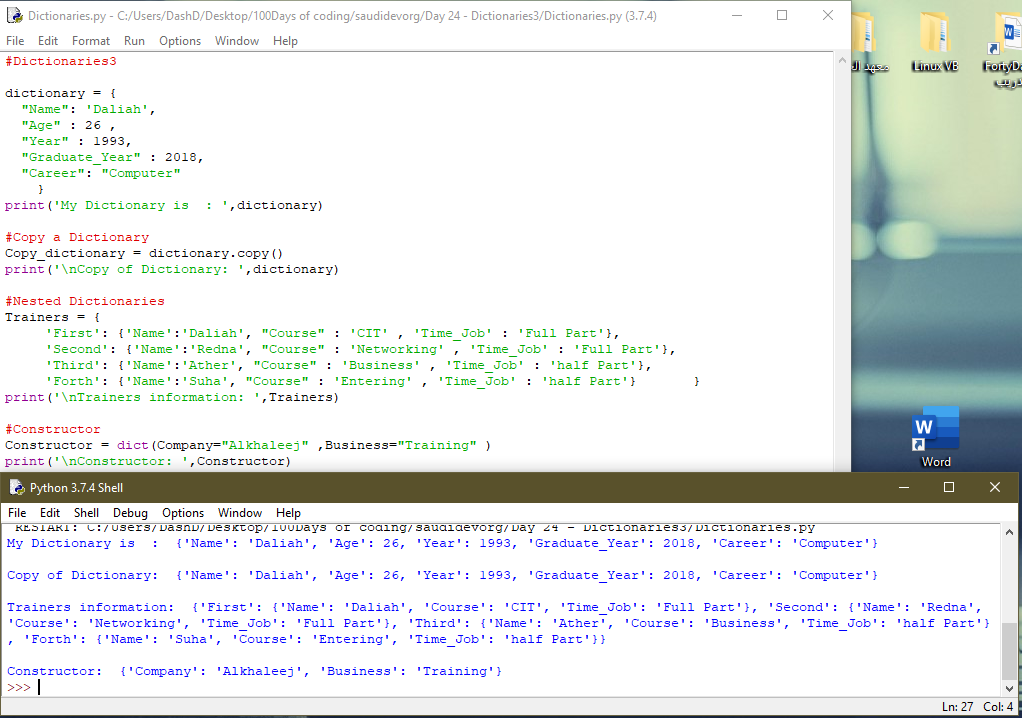 Dictionaries.py - C:/Users/DashD/Desktop/100Days of coding/saudidevorg/Day 24 - Dictionaries3/Dictionaries.py (3.7.4)
File Edit Format Run Options Window Help
#Dictionaries3
dictionary = {
"Name": 'Daliah',
"Age" : 26 ,
"Year" : 1993,
"Graduate_Year" : 2018,
"Career": "Computer"
}
print('My Dictionary is  : ',dictionary)
#Copy a Dictionary
Copy_dictionary = dictionary.copy()
print('\nCopy of Dictionary: ',dictionary)
#Nested Dictionaries
Trainers = {
'First': {'Name':'Daliah', "Course" : 'CIT' , 'Time_Job' : 'Full Part'},
'Second': {'Name':'Redna', "Course" : 'Networking' , 'Time_Job' : 'Full Part'},
'Third': {'Name':'Ather', "Course" : 'Business' , 'Time_Job' : 'half Part'},
'Forth': {'Name':'Suha', "Course" : 'Entering' , 'Time_Job' : 'half Part'}       }
print('\nTrainers information: ',Trainers)
#Constructor
Constructor = dict(Company="Alkhaleej" ,Business="Training" )
print('\nConstructor: ',Constructor)
Linux VB
FortyDa
Word
Python 3.7.4 Shell
File Edit Shell Debug Options Window Help
RESTART: C:/Users/DashD/Desktop/100Days of coding/saudidevorg/Day 24 - Dictionaries3/Dictionaries.py
My Dictionary is  :  {'Name': 'Daliah', 'Age': 26, 'Year': 1993, 'Graduate_Year': 2018, 'Career': 'Computer'}
Copy of Dictionary:  {'Name': 'Daliah', 'Age': 26, 'Year': 1993, 'Graduate_Year': 2018, 'Career': 'Computer'}
Trainers information:  {'First': {'Name': 'Daliah', 'Course': 'CIT', 'Time_Job': 'Full Part'}, 'Second': {'Name': 'Redna',
'Course': 'Networking', 'Time_Job': 'Full Part'}, 'Third': {'Name': 'Ather', 'Course': 'Business', 'Time_Job': 'half Part'}
, 'Forth': {'Name': 'Suha', 'Course': 'Entering', 'Time_Job': 'half Part'}}
Constructor:  {'Company': 'Alkhaleej', 'Business': 'Training'}
>>>
Ln: 27 Col: 4